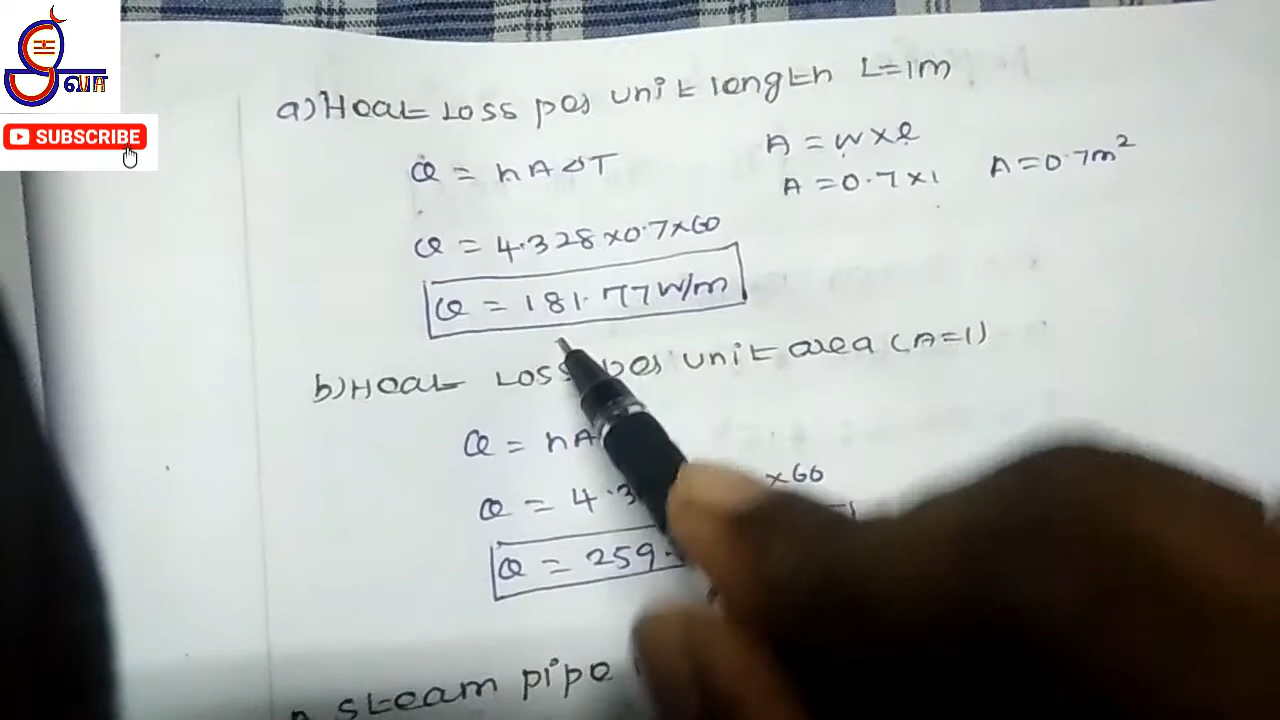 வா
SUBSCRIBE
a) Heat Loss per unit length L=1m
Q̇ = hAΔT
A = W×l
A = 0.7×1
A=0.7m²
Q = 4.328×0.7×60
Q = 181.77W/m
b) Heat Loss per unit area (A=1)
Q = hA
Q = 4.3 ×60
Q = 259.
steam pipe